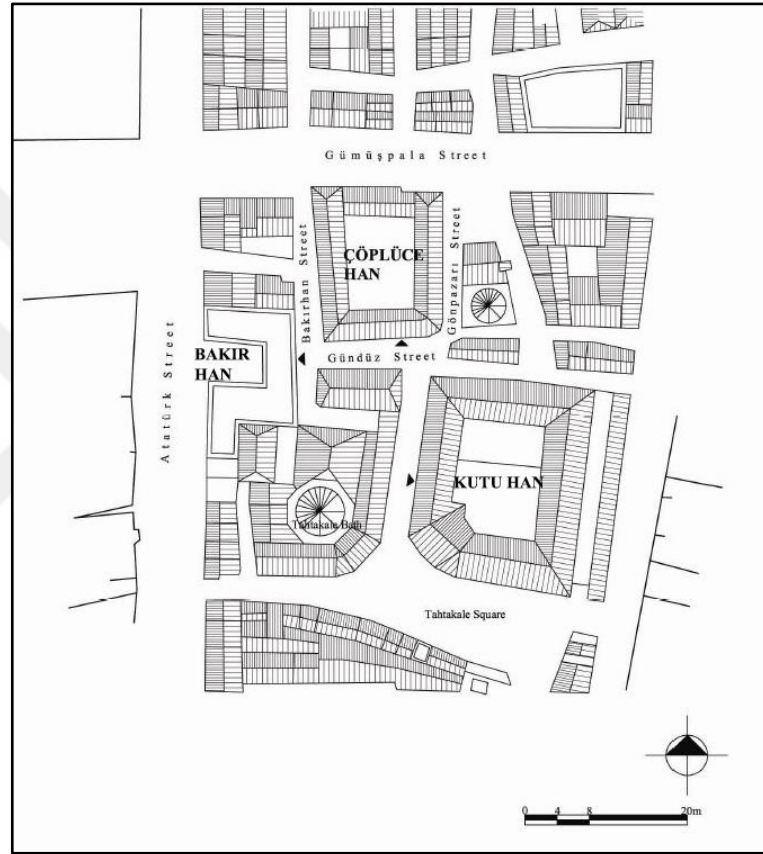 Gümüşpala Street
ÇÖPLÜCE
HAN
Bakırhan Street
Gönpazarı Street
Atatürk Street
BAKIR
HAN
Gündüz Street
KUTU HAN
Tahtakale Bath
Tahtakale Square
0 4 8 20m